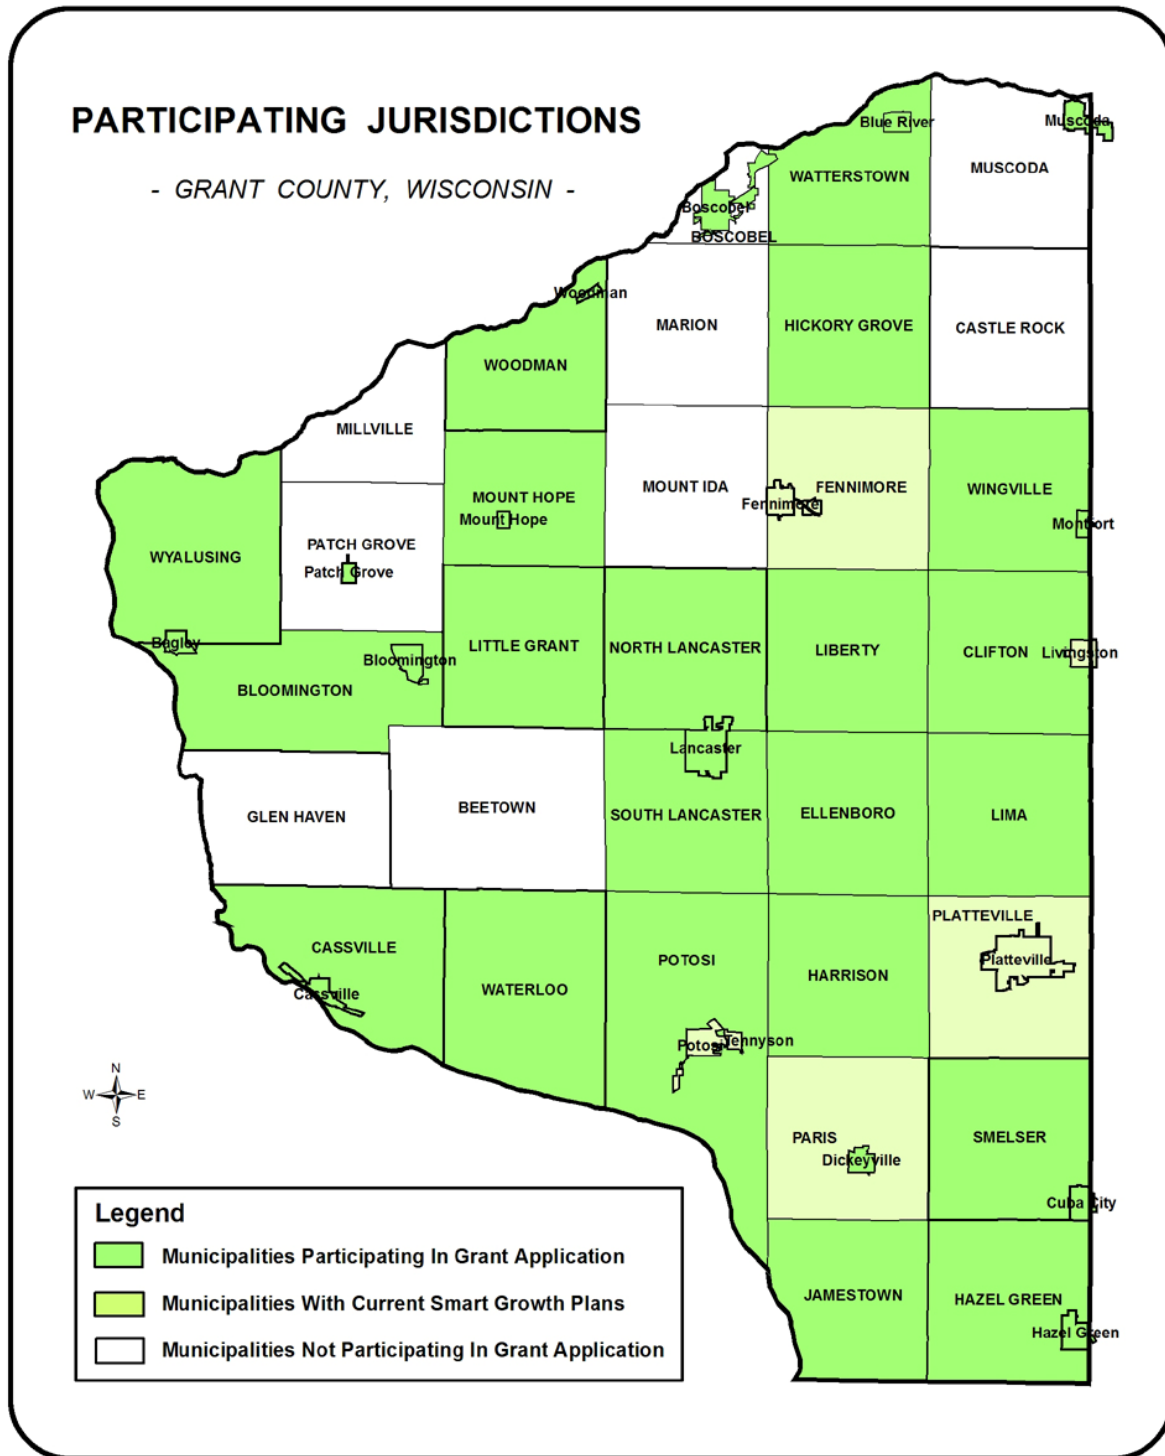 PARTICIPATING JURISDICTIONS
- GRANT COUNTY, WISCONSIN -
Blue River
Muscoda
MUSCODA
WATTERSTOWN
Boscobel
BOSCOBEL
Woodman
MARION
HICKORY GROVE
CASTLE ROCK
WOODMAN
MILLVILLE
MOUNT IDA
FENNIMORE
WINGVILLE
MOUNT HOPE
Fennimore
Mount Hope
Montfort
PATCH GROVE
WYALUSING
Patch Grove
Bagley
LITTLE GRANT
NORTH LANCASTER
LIBERTY
CLIFTON
Livingston
Bloomington
BLOOMINGTON
Lancaster
BEETOWN
GLEN HAVEN
SOUTH LANCASTER
ELLENBORO
LIMA
PLATTEVILLE
CASSVILLE
POTOSI
Platteville
HARRISON
WATERLOO
Cassville
Potosi
Tennyson
N
W E
S
PARIS
SMELSER
Dickeyville
Cuba City
JAMESTOWN
HAZEL GREEN
Hazel Green
Legend
Municipalities Participating In Grant Application
Municipalities With Current Smart Growth Plans
Municipalities Not Participating In Grant Application